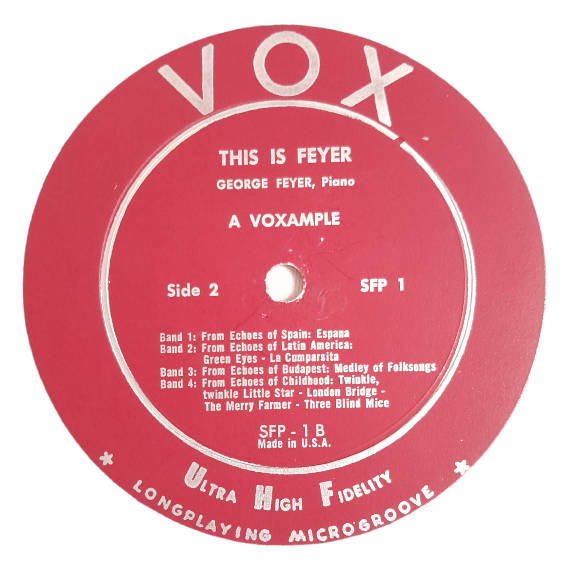 VOX
THIS IS FEYER
GEORGE FEYER, Piano
A VOXAMPLE
Side 2
SFP 1
Band 1: From Echoes of Spain: Espana
Band 2: From Echoes of Latin America:
Green Eyes - La Comparsita
Band 3: From Echoes of Budapest: Medley of Folksongs
Band 4: From Echoes of Childhood: Twinkle,
twinkle Little Star - London Bridge -
The Merry Farmer - Three Blind Mice
SFP - 1 B
Made in U.S.A.
* ULTRA HIGH FIDELITY *
LONGPLAYING MICROGROOVE